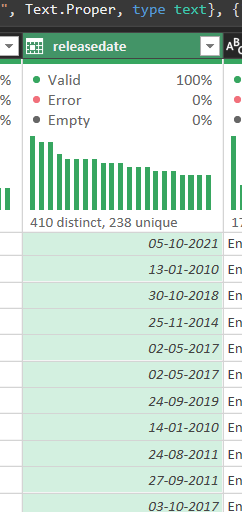 ", Text.Proper, type text}, {
releasedate
ABC
% Valid 100%
% Error 0%
% Empty 0%
410 distinct, 238 unique 17
05-10-2021 En
13-01-2010 En
30-10-2018 En
25-11-2014 En
02-05-2017 En
02-05-2017 En
24-09-2019 En
14-01-2010 En
24-08-2011 En
27-09-2011 En
03-10-2017 En